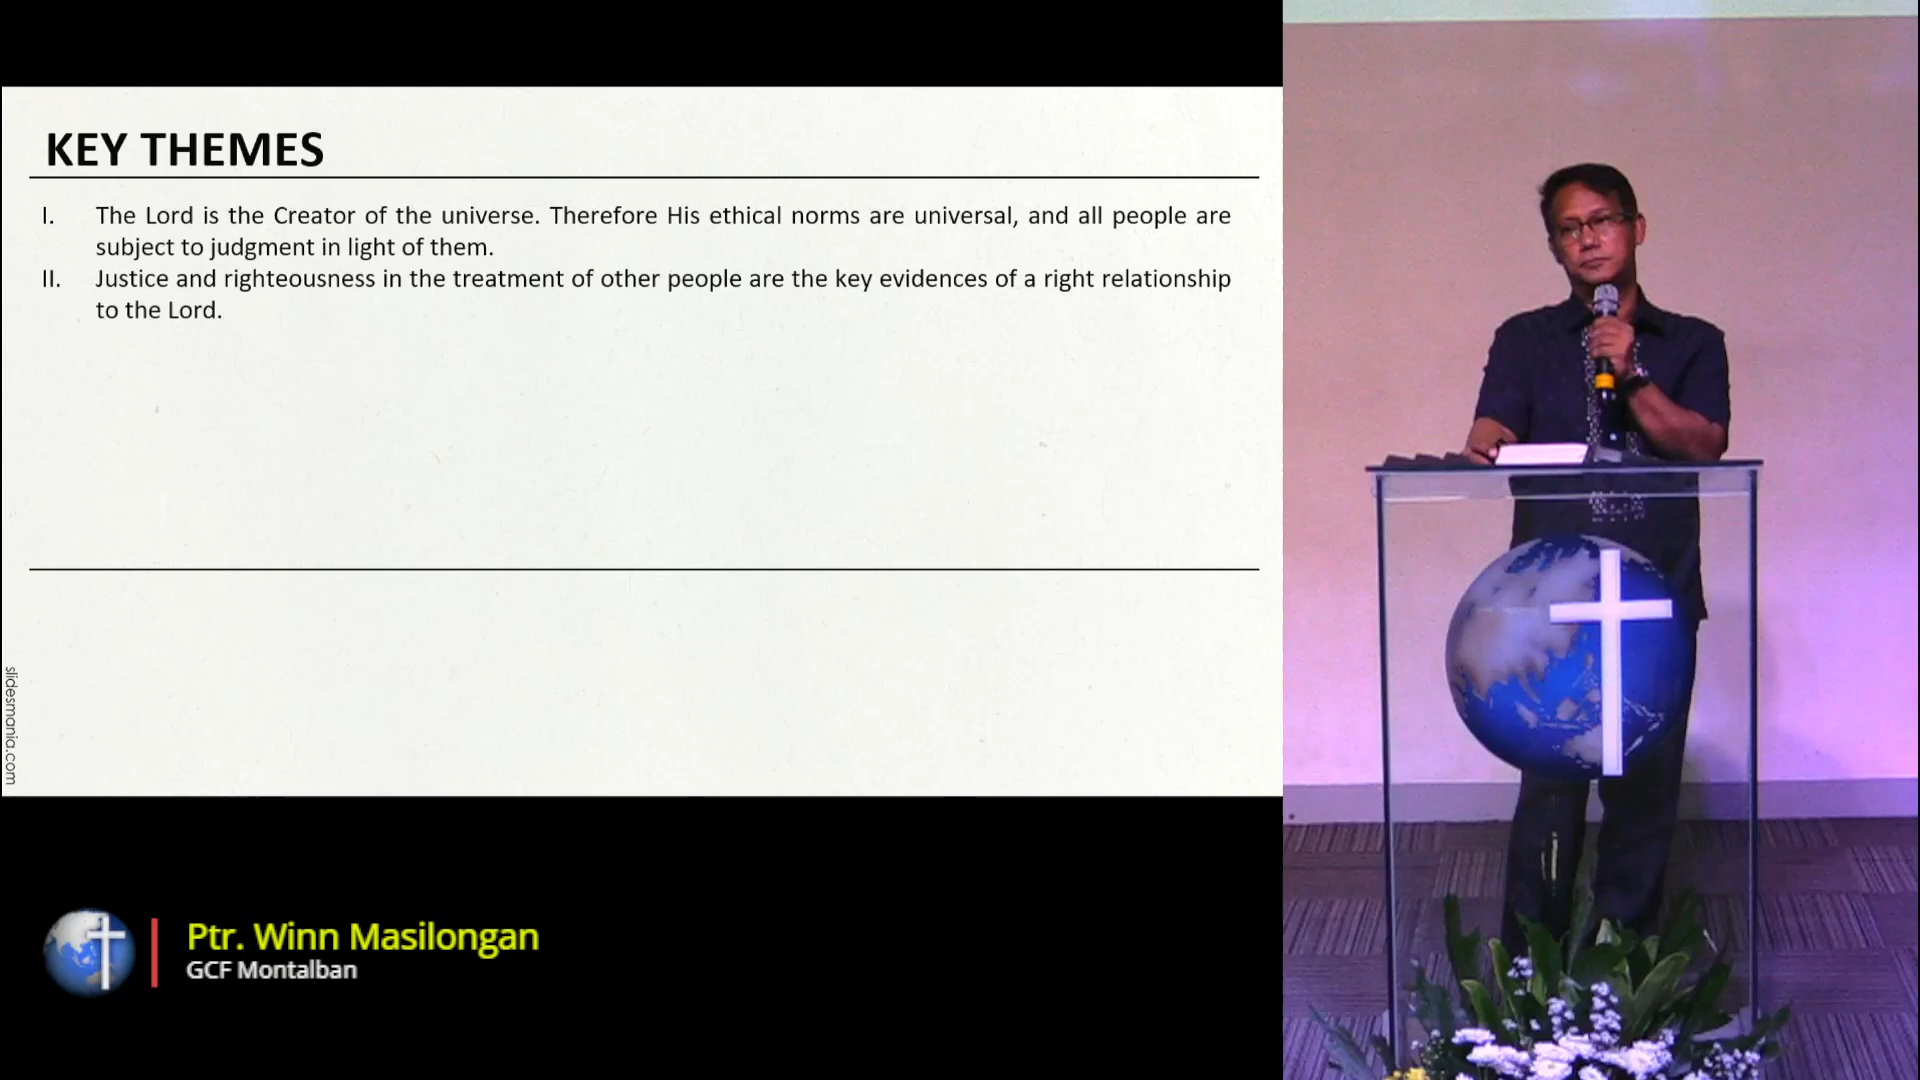 KEY THEMES
I. The Lord is the Creator of the universe. Therefore His ethical norms are universal, and all people are
subject to judgment in light of them.
II. Justice and righteousness in the treatment of other people are the key evidences of a right relationship
to the Lord.
slidesmania.com
Ptr. Winn Masilongan
GCF Montalban